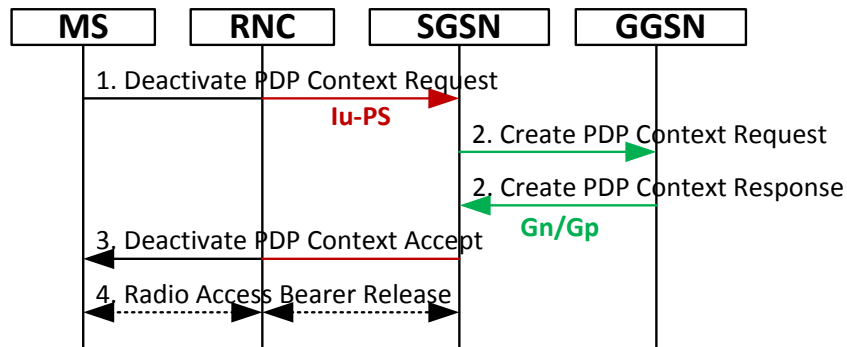 MS RNC SGSN GGSN
1. Deactivate PDP Context Request
Iu-PS
2. Create PDP Context Request
2. Create PDP Context Response
Gn/Gp
3. Deactivate PDP Context Accept
4. Radio Access Bearer Release